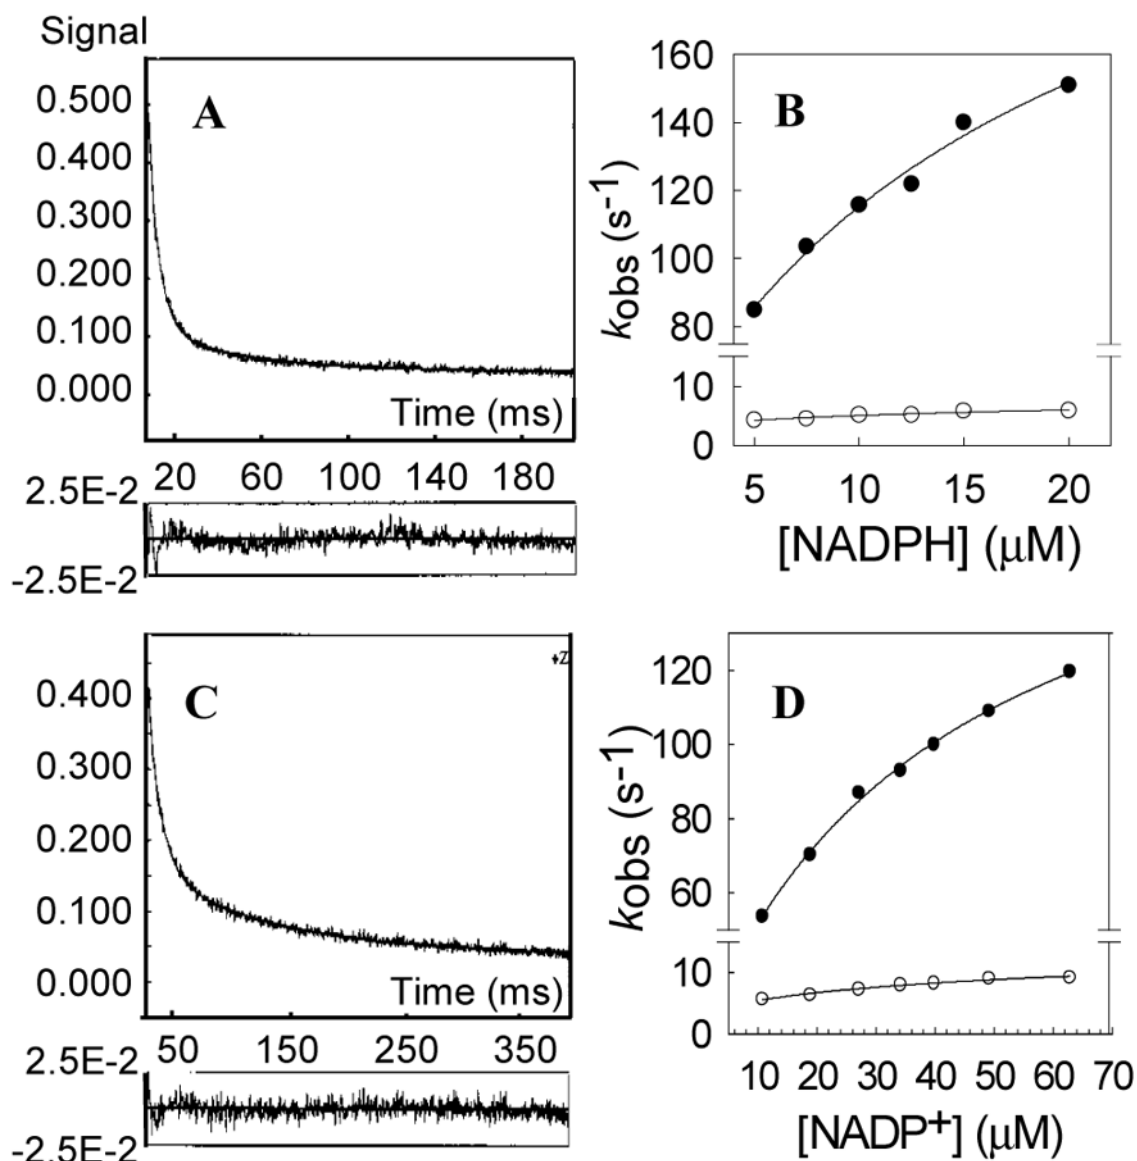 Signal
A
0.500
0.400
0.300
0.200
0.100
0.000
Time (ms)
20 60 100 140 180
2.5E-2
-2.5E-2
B
kobs (s-1)
160
140
120
100
80
10
0
5 10 15 20
[NADPH] (μM)
C
+Z
0.400
0.300
0.200
0.100
0.000
Time (ms)
50 150 250 350
2.5E-2
-2.5E-2
D
kobs (s-1)
120
100
80
60
10
0
10 20 30 40 50 60 70
[NADP+] (μM)